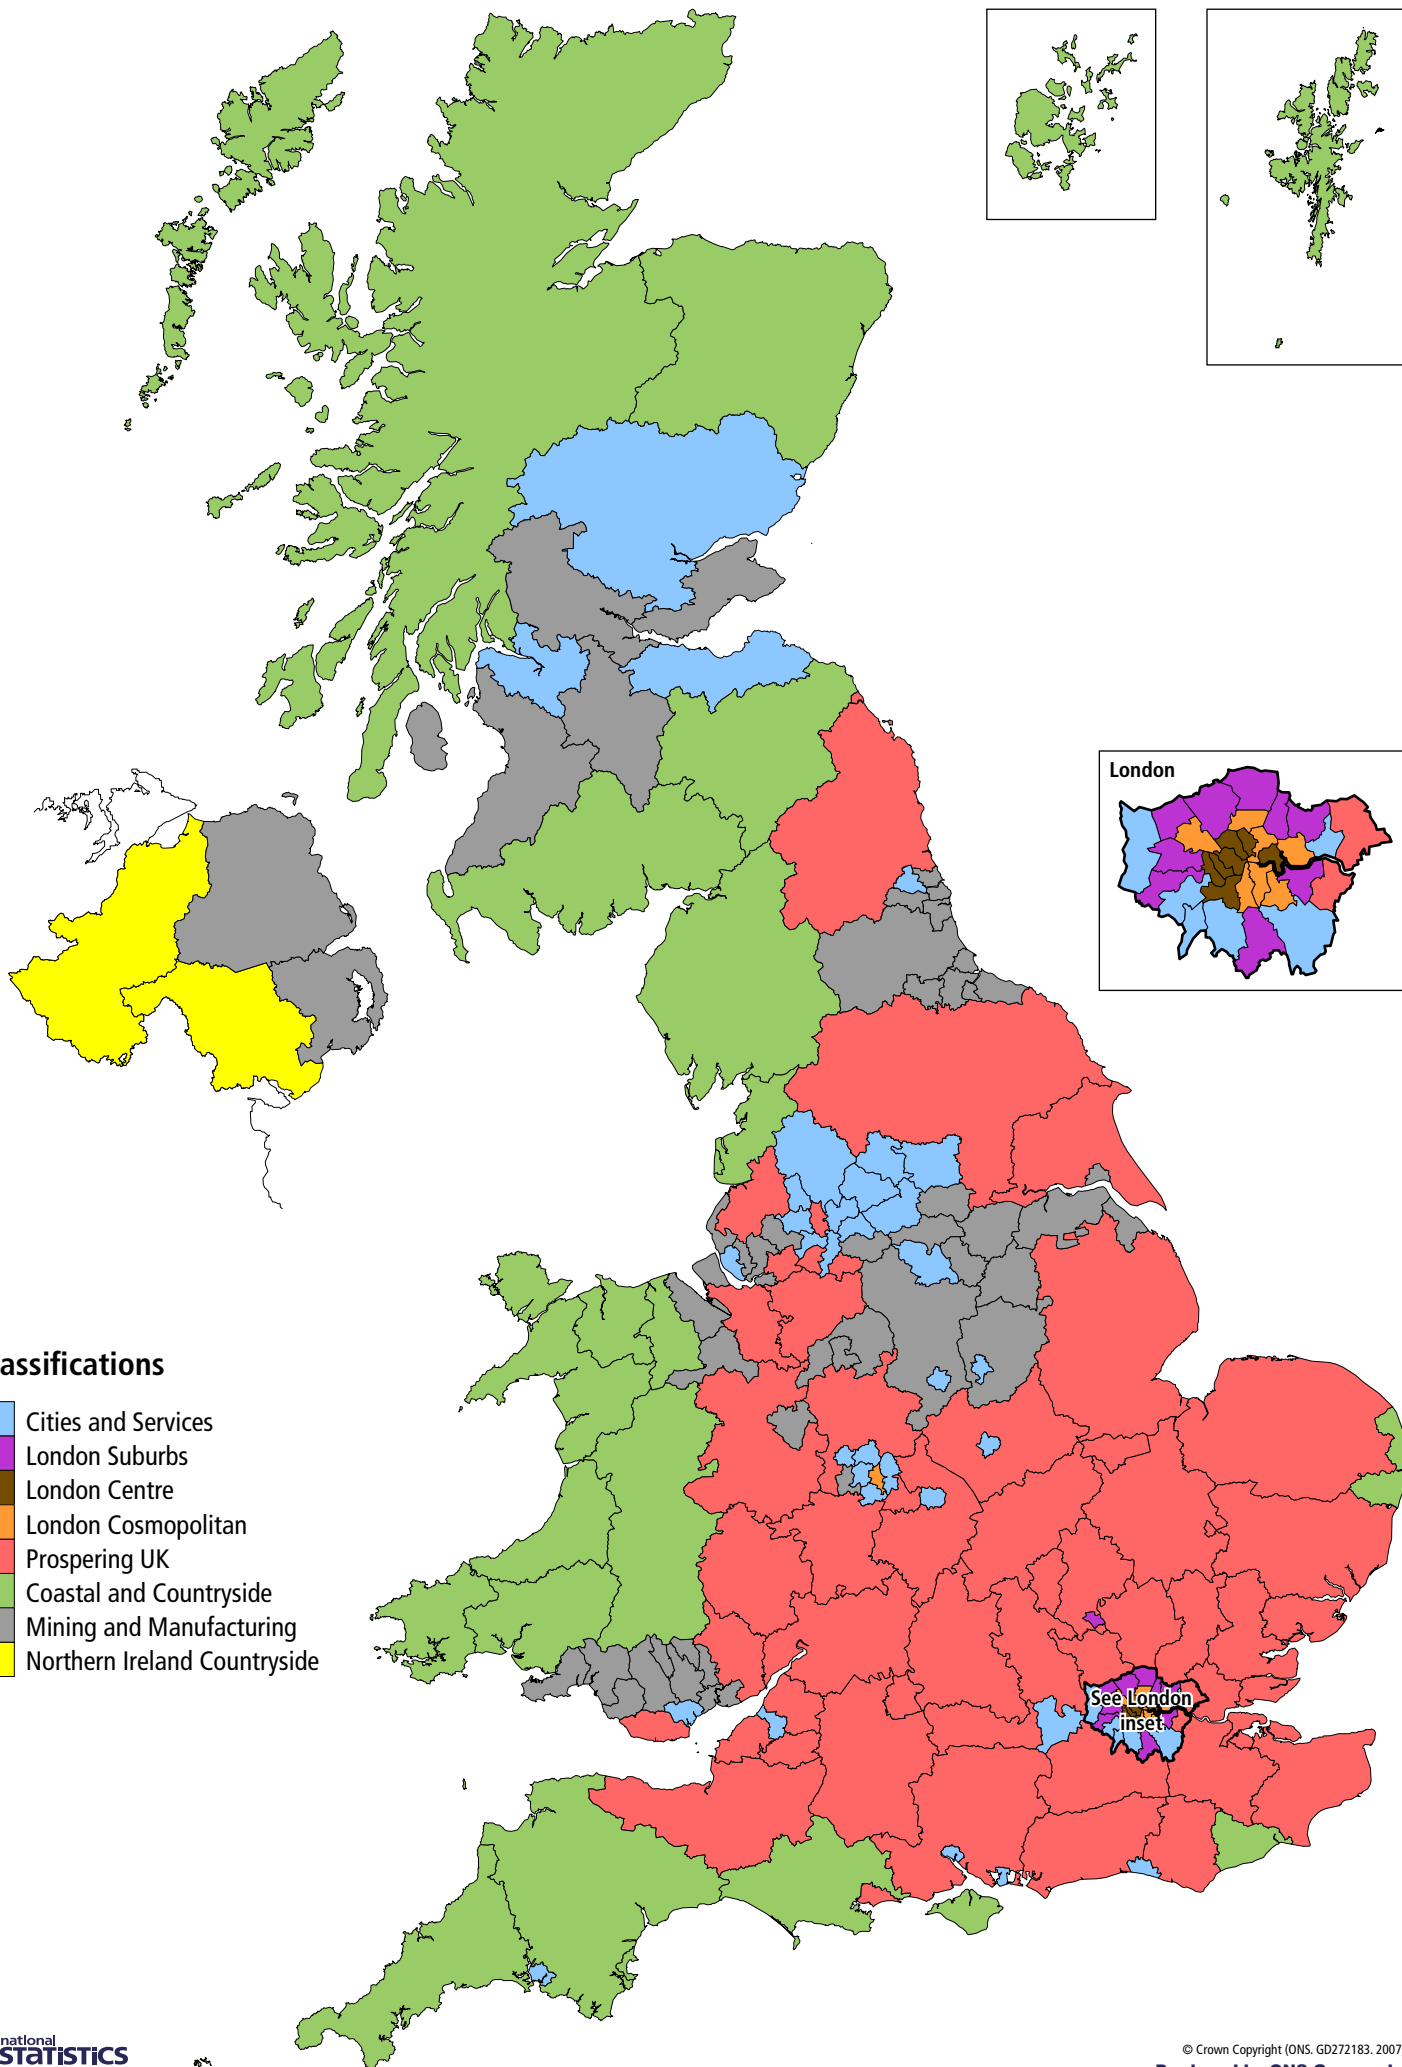 London
assifications
Cities and Services
London Suburbs
London Centre
London Cosmopolitan
Prospering UK
Coastal and Countryside
Mining and Manufacturing
Northern Ireland Countryside
See London
inset
national
STATISTICS
© Crown Copyright (ONS. GD272183. 2007